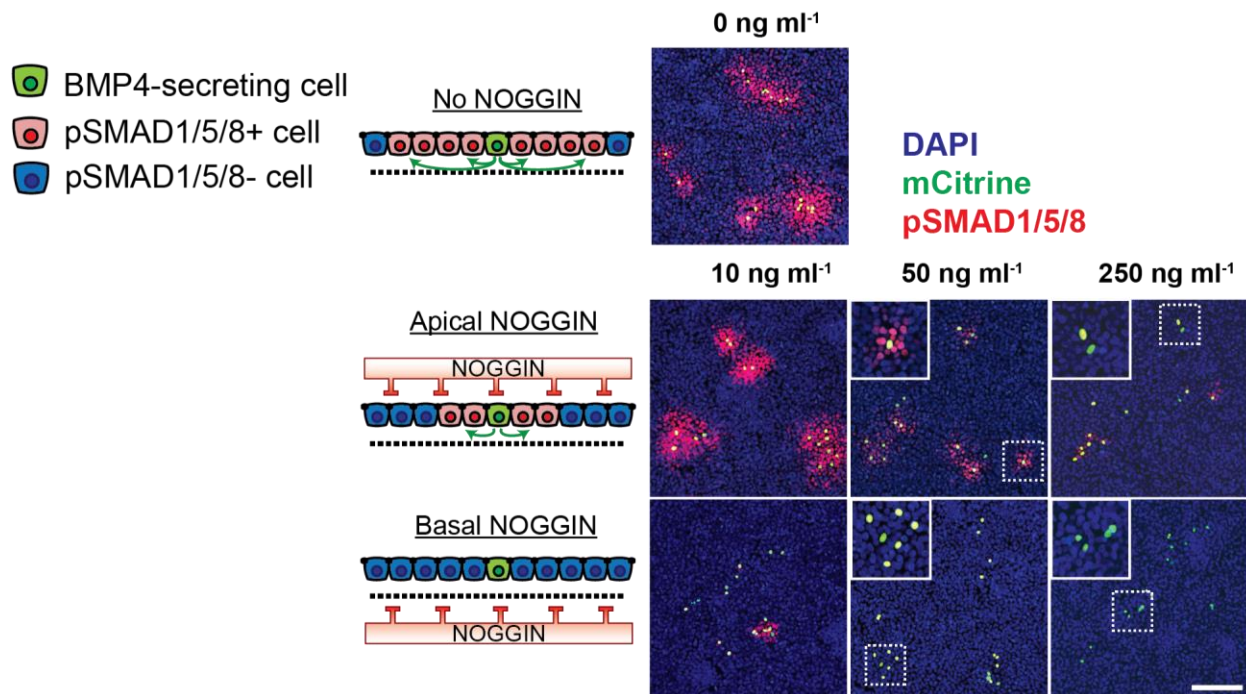 0 ng ml⁻¹
BMP4-secreting cell
pSMAD1/5/8+ cell
pSMAD1/5/8- cell
No NOGGIN
DAPI
mCitrine
pSMAD1/5/8
10 ng ml⁻¹
50 ng ml⁻¹
250 ng ml⁻¹
Apical NOGGIN
NOGGIN
Basal NOGGIN
NOGGIN